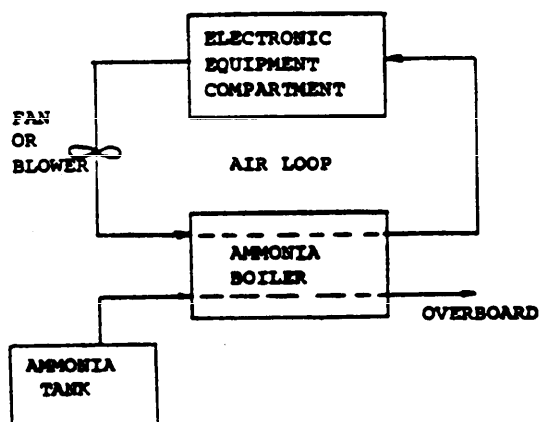 ELECTRONIC
EQUIPMENT
COMPARTMENT
FAN
OR
BLOWER
AIR LOOP
AMMONIA
BOILER
OVERBOARD
AMMONIA
TANK